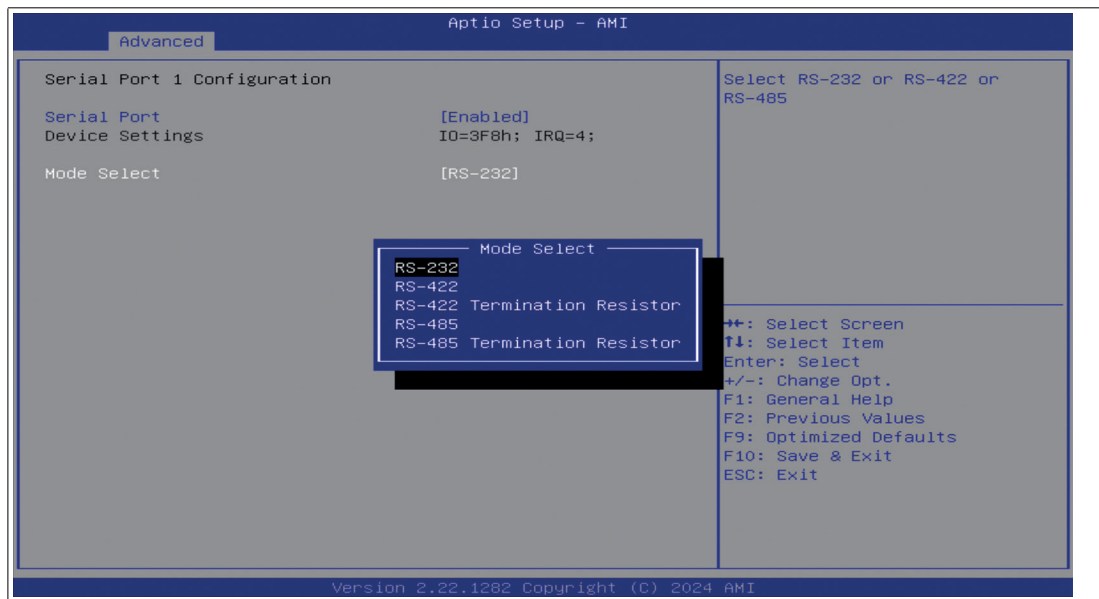 Aptio Setup – AMI
Advanced
Serial Port 1 Configuration
Serial Port [Enabled]
Device Settings IO=3F8h; IRQ=4;
Mode Select [RS-232]
Mode Select
RS-232
RS-422
RS-422 Termination Resistor
RS-485
RS-485 Termination Resistor
Select RS-232 or RS-422 or
RS-485
→←: Select Screen
↑↓: Select Item
Enter: Select
+/-: Change Opt.
F1: General Help
F2: Previous Values
F9: Optimized Defaults
F10: Save & Exit
ESC: Exit
Version 2.22.1282 Copyright (C) 2024 AMI